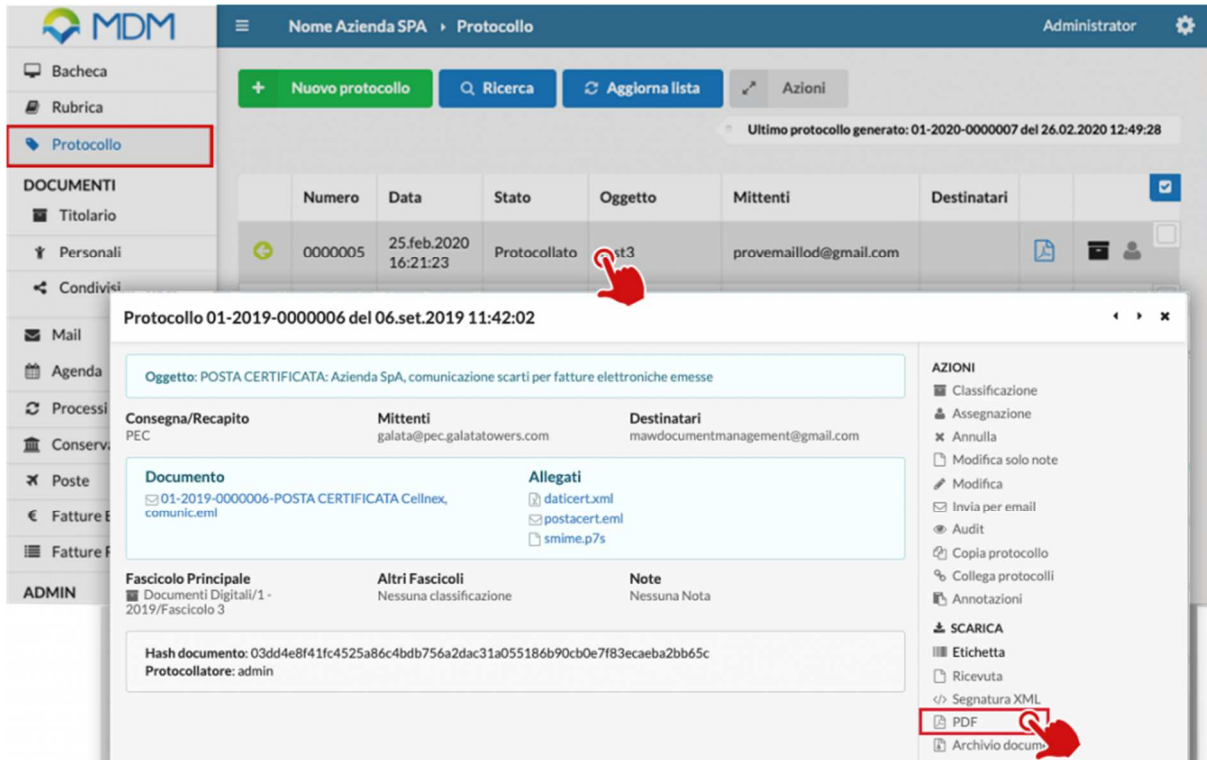 MDM
Nome Azienda SPA › Protocollo
Administrator
Bacheca
Rubrica
Protocollo
DOCUMENTI
Titolario
Personali
Condivisi
Mail
Agenda
Processi
Poste
Fatture
Fatture
ADMIN
+ Nuovo protocollo
Ricerca
Aggiorna lista
Azioni
Ultimo protocollo generato: 01-2020-0000007 del 26.02.2020 12:49:28
Numero Data Stato Oggetto Mittenti Destinatari
0000005 25.feb.2020 Protocollato provemaillod@gmail.com
16:21:23
Protocollo 01-2019-0000006 del 06.set.2019 11:42:02
Oggetto: POSTA CERTIFICATA: Azienda SpA, comunicazione scarti per fatture elettroniche emesse
Consegna/Recapito Mittenti Destinatari
PEC galata@pec.galatatowers.com mawdocumentmanagement@gmail.com
Documento
01-2019-0000006-POSTA CERTIFICATA Cellnex,
comunic.eml
Allegati
daticert.xml
postacert.eml
smime.p7s
Fascicolo Principale
Documenti Digitali/1 -
2019/Fascicolo 3
Altri Fascicoli
Nessuna classificazione
Note
Nessuna Nota
Hash documento: 03dd4e8f41fc4525a86c4bdb756a2dac31a055186b90cb0e7f83ecaeba2bb65c
Protocollatore: admin
AZIONI
Classificazione
Assegnazione
Annulla
Modifica solo note
Modifica
Invia per email
Audit
Copia protocollo
Collega protocolli
Annotazioni
SCARICA
Etichetta
Ricevuta
</> Segnatura XML
PDF
Archivio docum